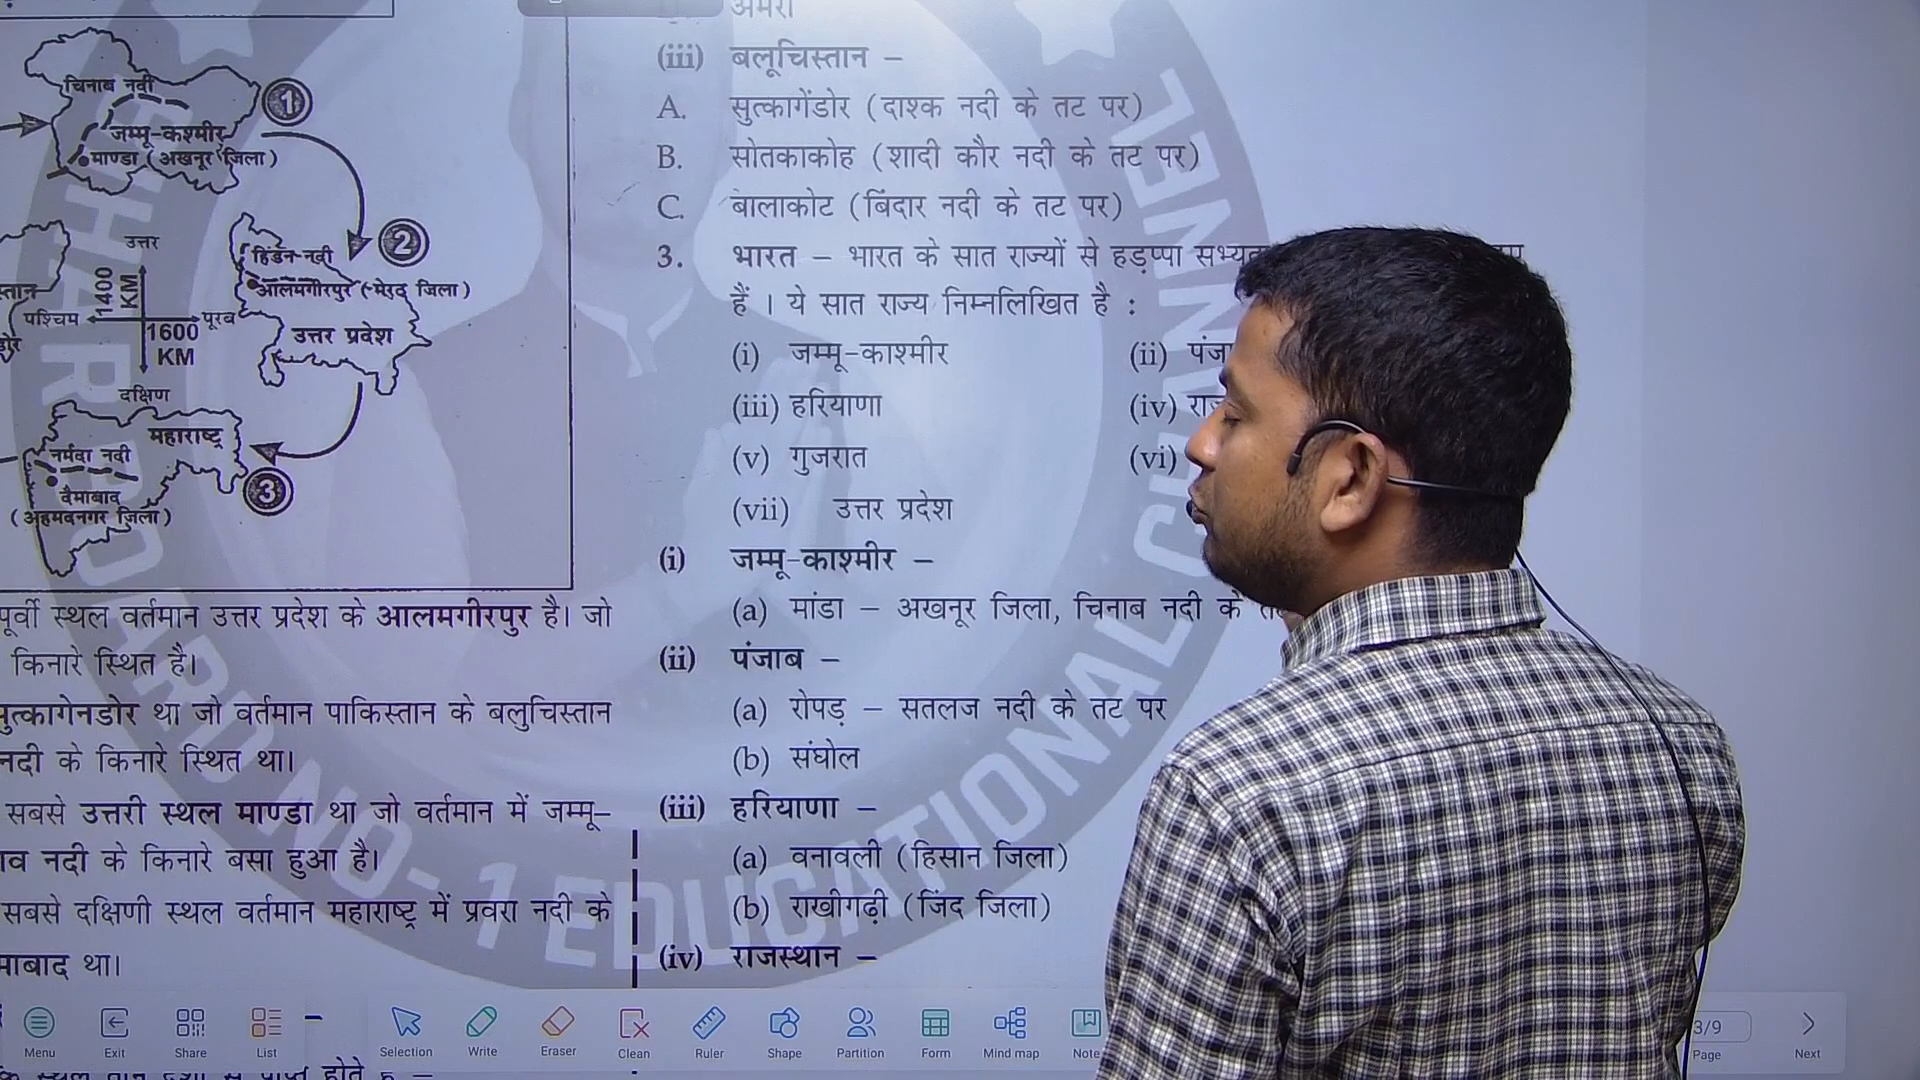 चिनाब नदी
1
जम्मू-कश्मीर
माण्डा (अखनूर जिला)
उत्तर
2
हिंडन नदी
1400 KM
आलमगीरपुर (मेरठ जिला)
पश्चिम
पूरब
1600
KM
उत्तर प्रदेश
दक्षिण
महाराष्ट्र
नर्मदा नदी
3
दैमाबाद
(अहमदनगर ज़िला)
पूर्वी स्थल वर्तमान उत्तर प्रदेश के आलमगीरपुर है। जो
किनारे स्थित है।
सुत्कागेनडोर था जो वर्तमान पाकिस्तान के बलुचिस्तान
नदी के किनारे स्थित था।
सबसे उत्तरी स्थल माण्डा था जो वर्तमान में जम्मू-
नदी के किनारे बसा हुआ है।
सबसे दक्षिणी स्थल वर्तमान महाराष्ट्र में प्रवरा नदी के
था।
(iii) बलूचिस्तान –
A. सुत्कागेंडोर (दाश्क नदी के तट पर)
B. सोतकाकोह (शादी कौर नदी के तट पर)
C. बालाकोट (बिंदार नदी के तट पर)
3. भारत – भारत के सात राज्यों से हड़प्पा
हैं । ये सात राज्य निम्नलिखित है :
(i) जम्मू-काश्मीर (ii)
(iii) हरियाणा (iv)
(v) गुजरात (vi)
(vii) उत्तर प्रदेश
(i) जम्मू-काश्मीर –
(a) मांडा – अखनूर जिला, चिनाब नदी के
(ii) पंजाब –
(a) रोपड़ – सतलज नदी के तट पर
(b) संघोल
(iii) हरियाणा –
(a) वनावली (हिसान जिला)
(b) राखीगढ़ी (जिंद जिला)
(iv) राजस्थान –
NO-1 EDUCATIONAL CHANNEL
Menu Exit Share List Selection Write Eraser Clean Ruler Shape Partition Form Mind map Note
3/9
Page Next